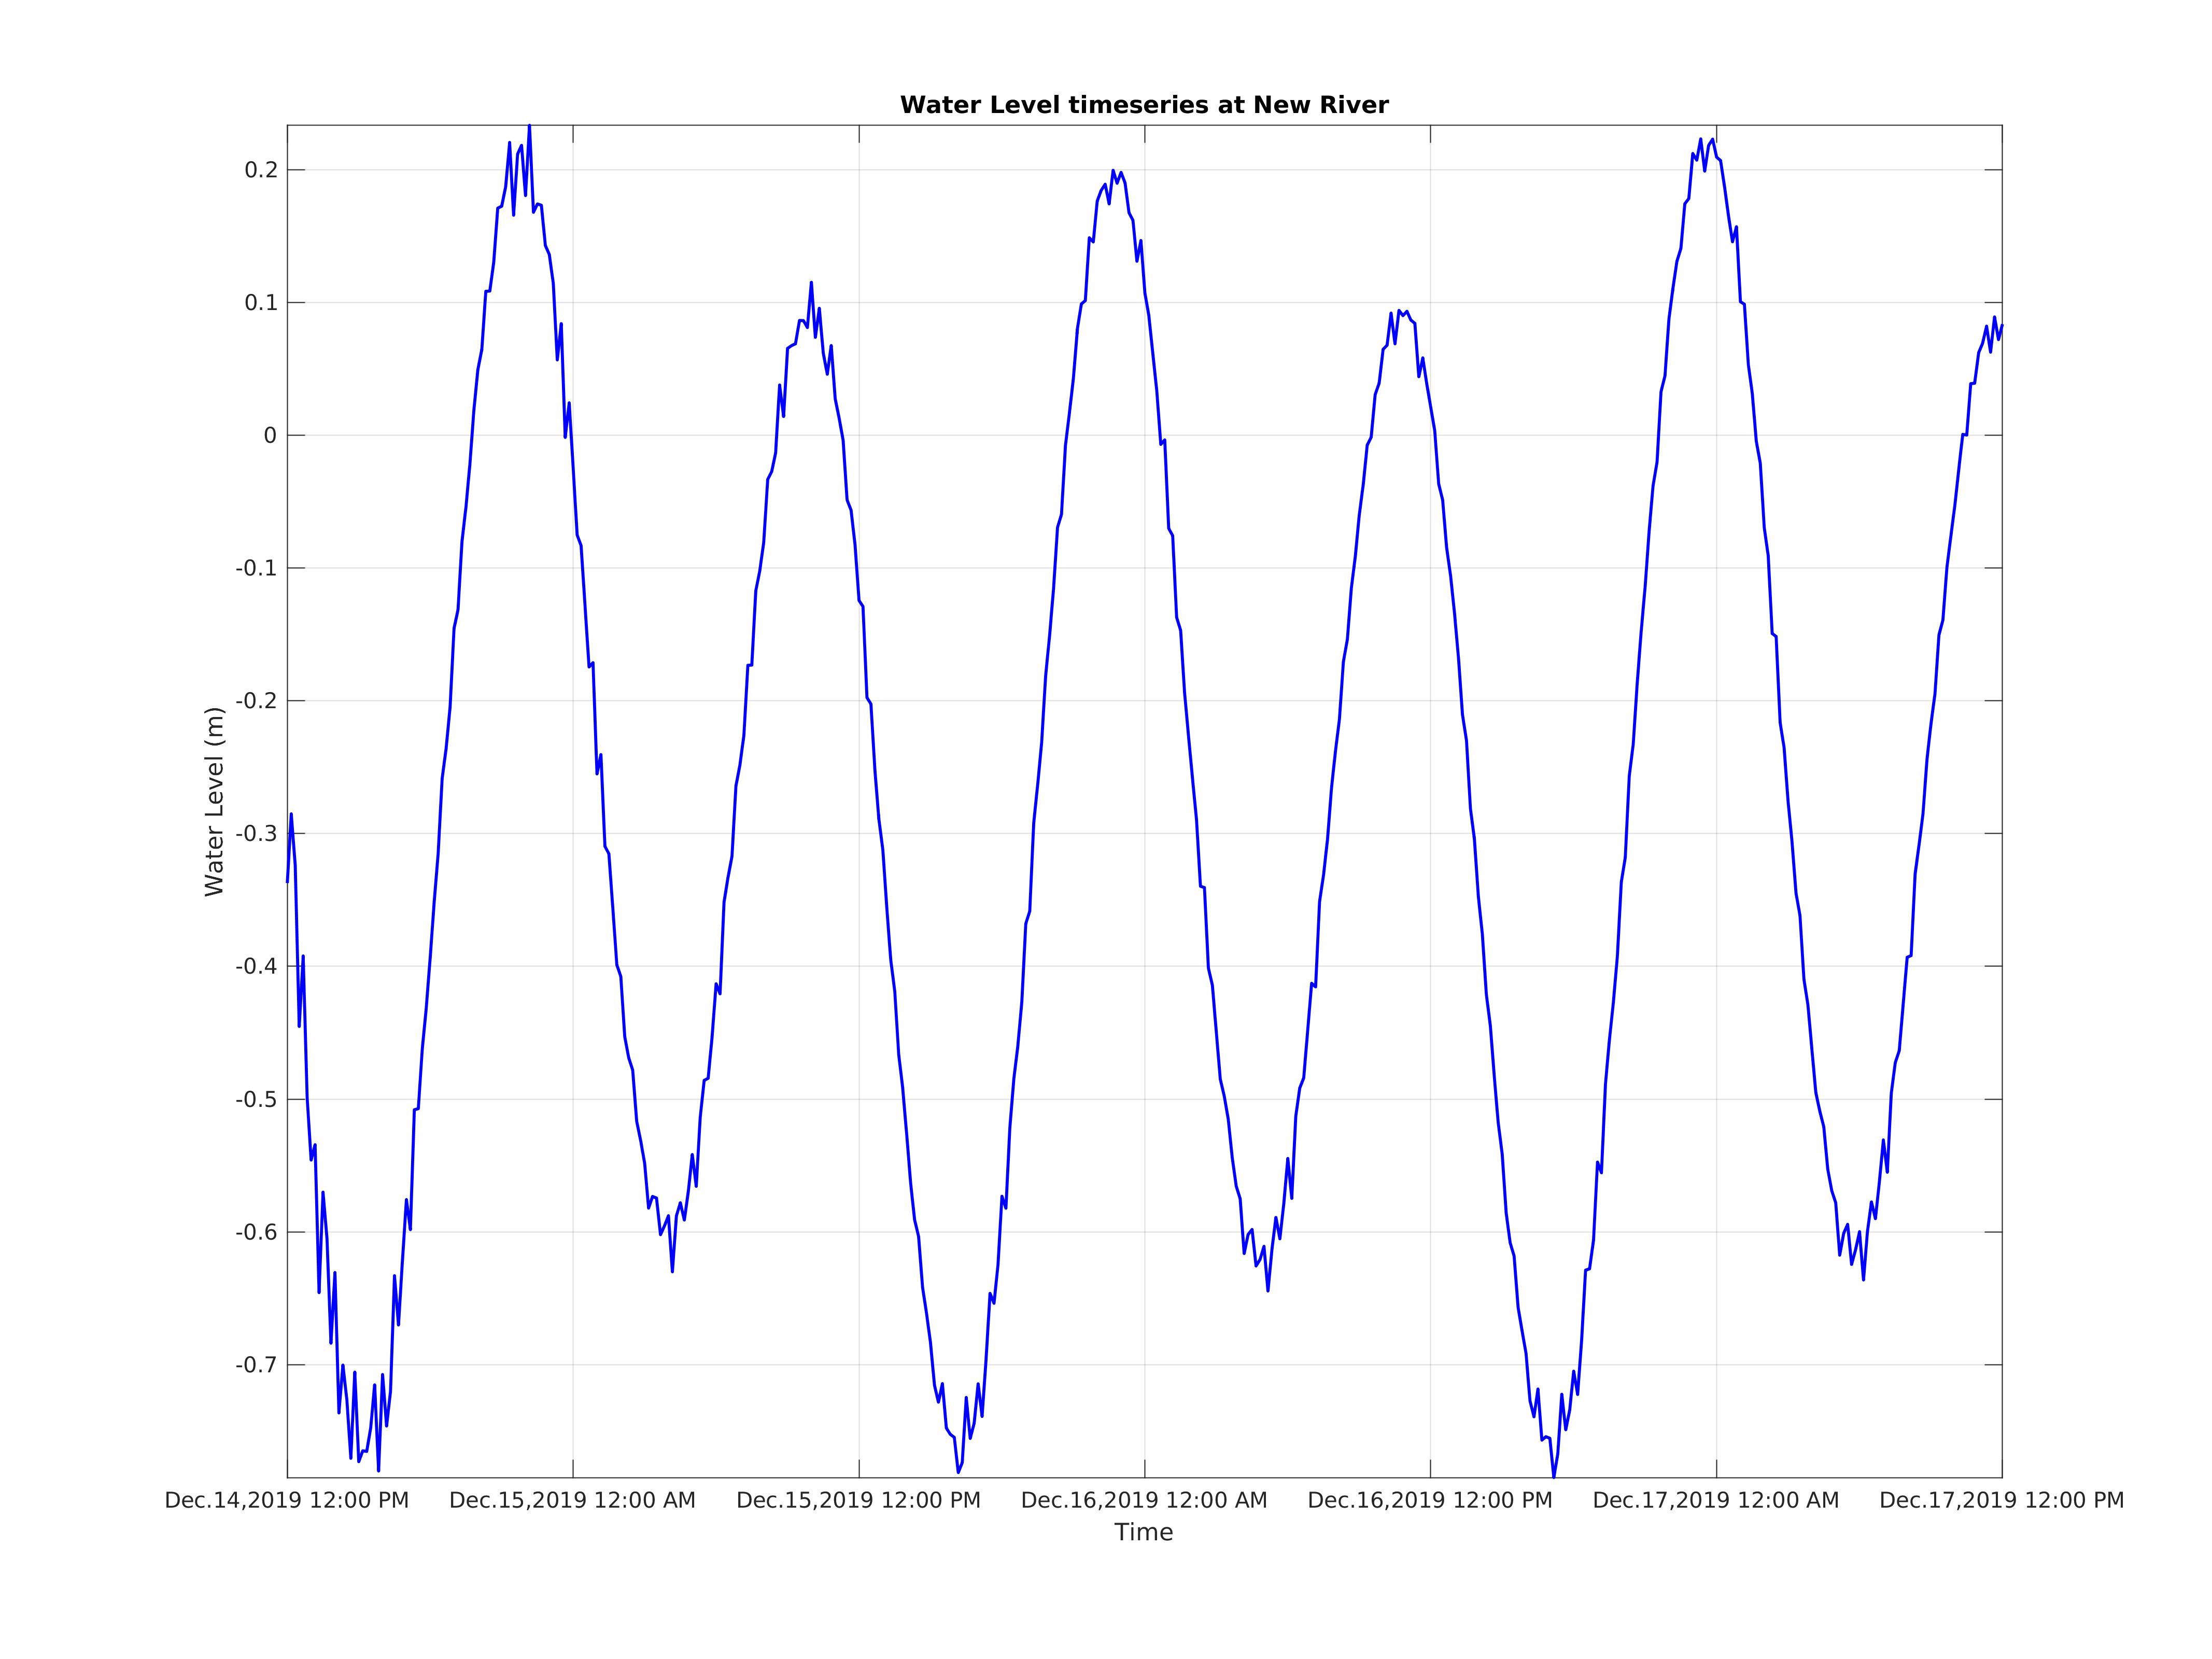 Water Level timeseries at New River
0.2
0.1
0
-0.1
-0.2
-0.3
-0.4
-0.5
-0.6
-0.7
Water Level (m)
Dec.14,2019 12:00 PM Dec.15,2019 12:00 AM Dec.15,2019 12:00 PM Dec.16,2019 12:00 AM Dec.16,2019 12:00 PM Dec.17,2019 12:00 AM Dec.17,2019 12:00 PM
Time